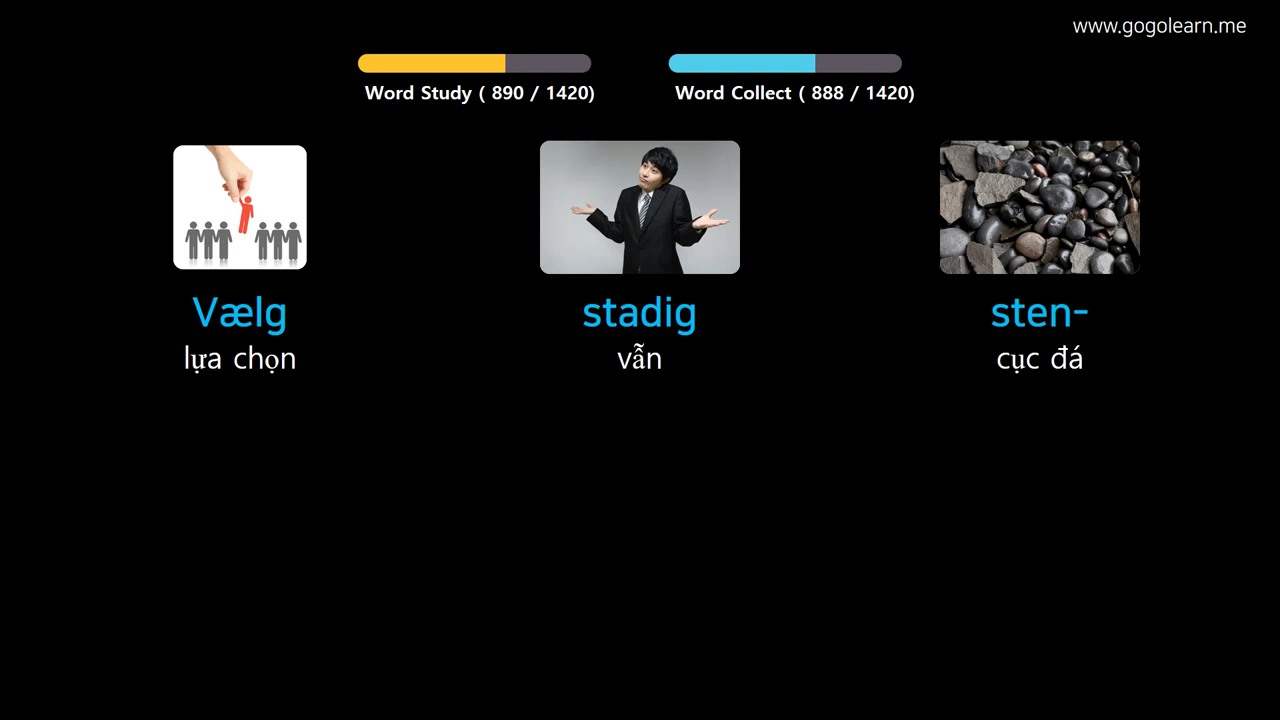 www.gogolearn.me
Word Study ( 890 / 1420)
Word Collect ( 888 / 1420)
Vælg
lựa chọn
stadig
vẫn
sten-
cục đá